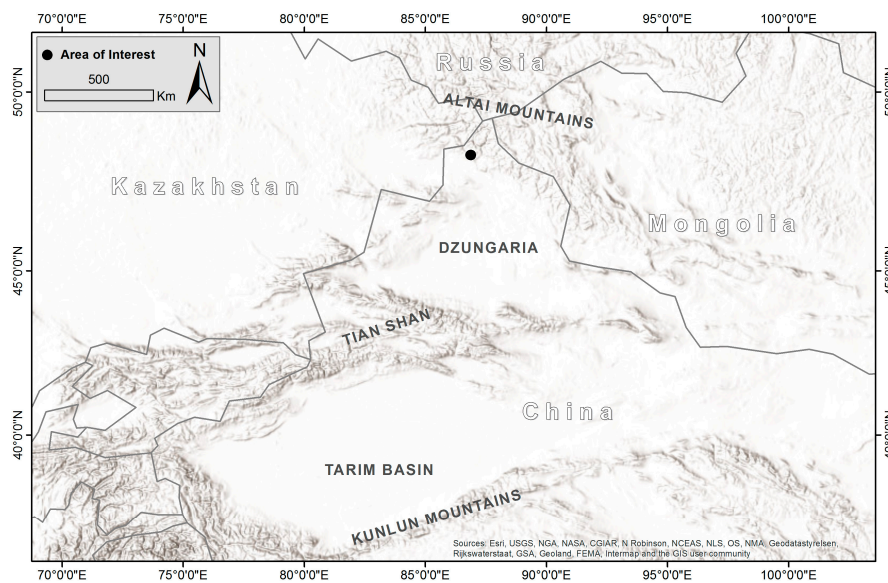 70°0'0"E 75°0'0"E 80°0'0"E 85°0'0"E 90°0'0"E 95°0'0"E 100°0'0"E
Area of Interest
N
500
Km
Russia
50°0'0"N
ALTAI MOUNTAINS
Kazakhstan
Mongolia
DZUNGARIA
45°0'0"N 45°0'0"N
TIAN SHAN
China
40°0'0"N
TARIM BASIN
KUNLUN MOUNTAINS
Sources: Esri, USGS, NGA, NASA, CGIAR, N Robinson, NCEAS, NLS, OS, NMA, Geodatastyrelsen,
Rijkswaterstaat, GSA, Geoland, FEMA, Intermap and the GIS user community
70°0'0"E 75°0'0"E 80°0'0"E 85°0'0"E 90°0'0"E 95°0'0"E 100°0'0"E